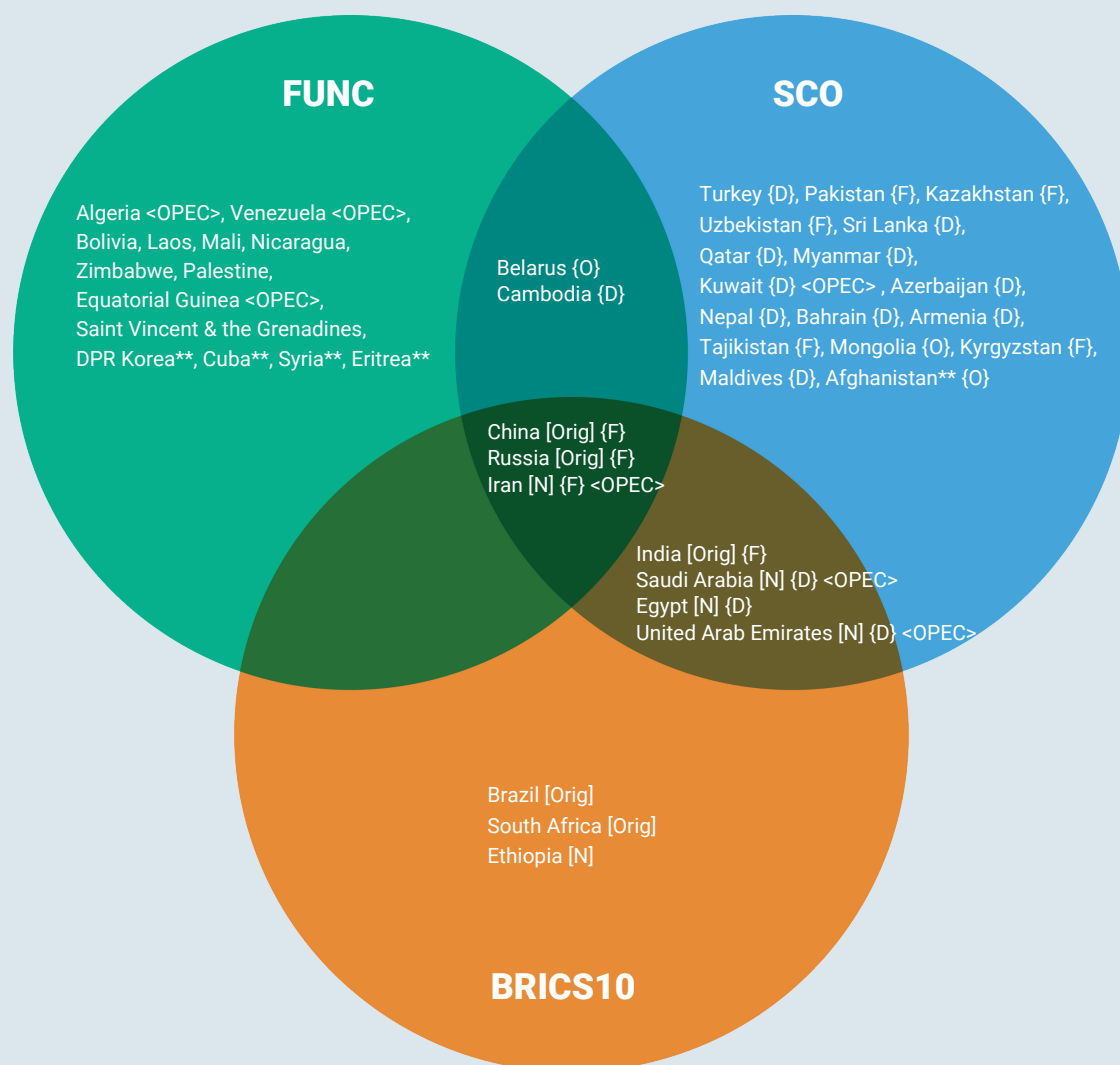 FUNC
SCO
Algeria <OPEC>, Venezuela <OPEC>,
Bolivia, Laos, Mali, Nicaragua,
Zimbabwe, Palestine,
Equatorial Guinea <OPEC>,
Saint Vincent & the Grenadines,
DPR Korea**, Cuba**, Syria**, Eritrea**
Belarus {O}
Cambodia {D}
Turkey {D}, Pakistan {F}, Kazakhstan {F},
Uzbekistan {F}, Sri Lanka {D},
Qatar {D}, Myanmar {D},
Kuwait {D} <OPEC> , Azerbaijan {D},
Nepal {D}, Bahrain {D}, Armenia {D},
Tajikistan {F}, Mongolia {O}, Kyrgyzstan {F},
Maldives {D}, Afghanistan** {O}
China [Orig] {F}
Russia [Orig] {F}
Iran [N] {F} <OPEC>
India [Orig] {F}
Saudi Arabia [N] {D} <OPEC>
Egypt [N] {D}
United Arab Emirates [N] {D} <OPEC>
Brazil [Orig]
South Africa [Orig]
Ethiopia [N]
BRICS10